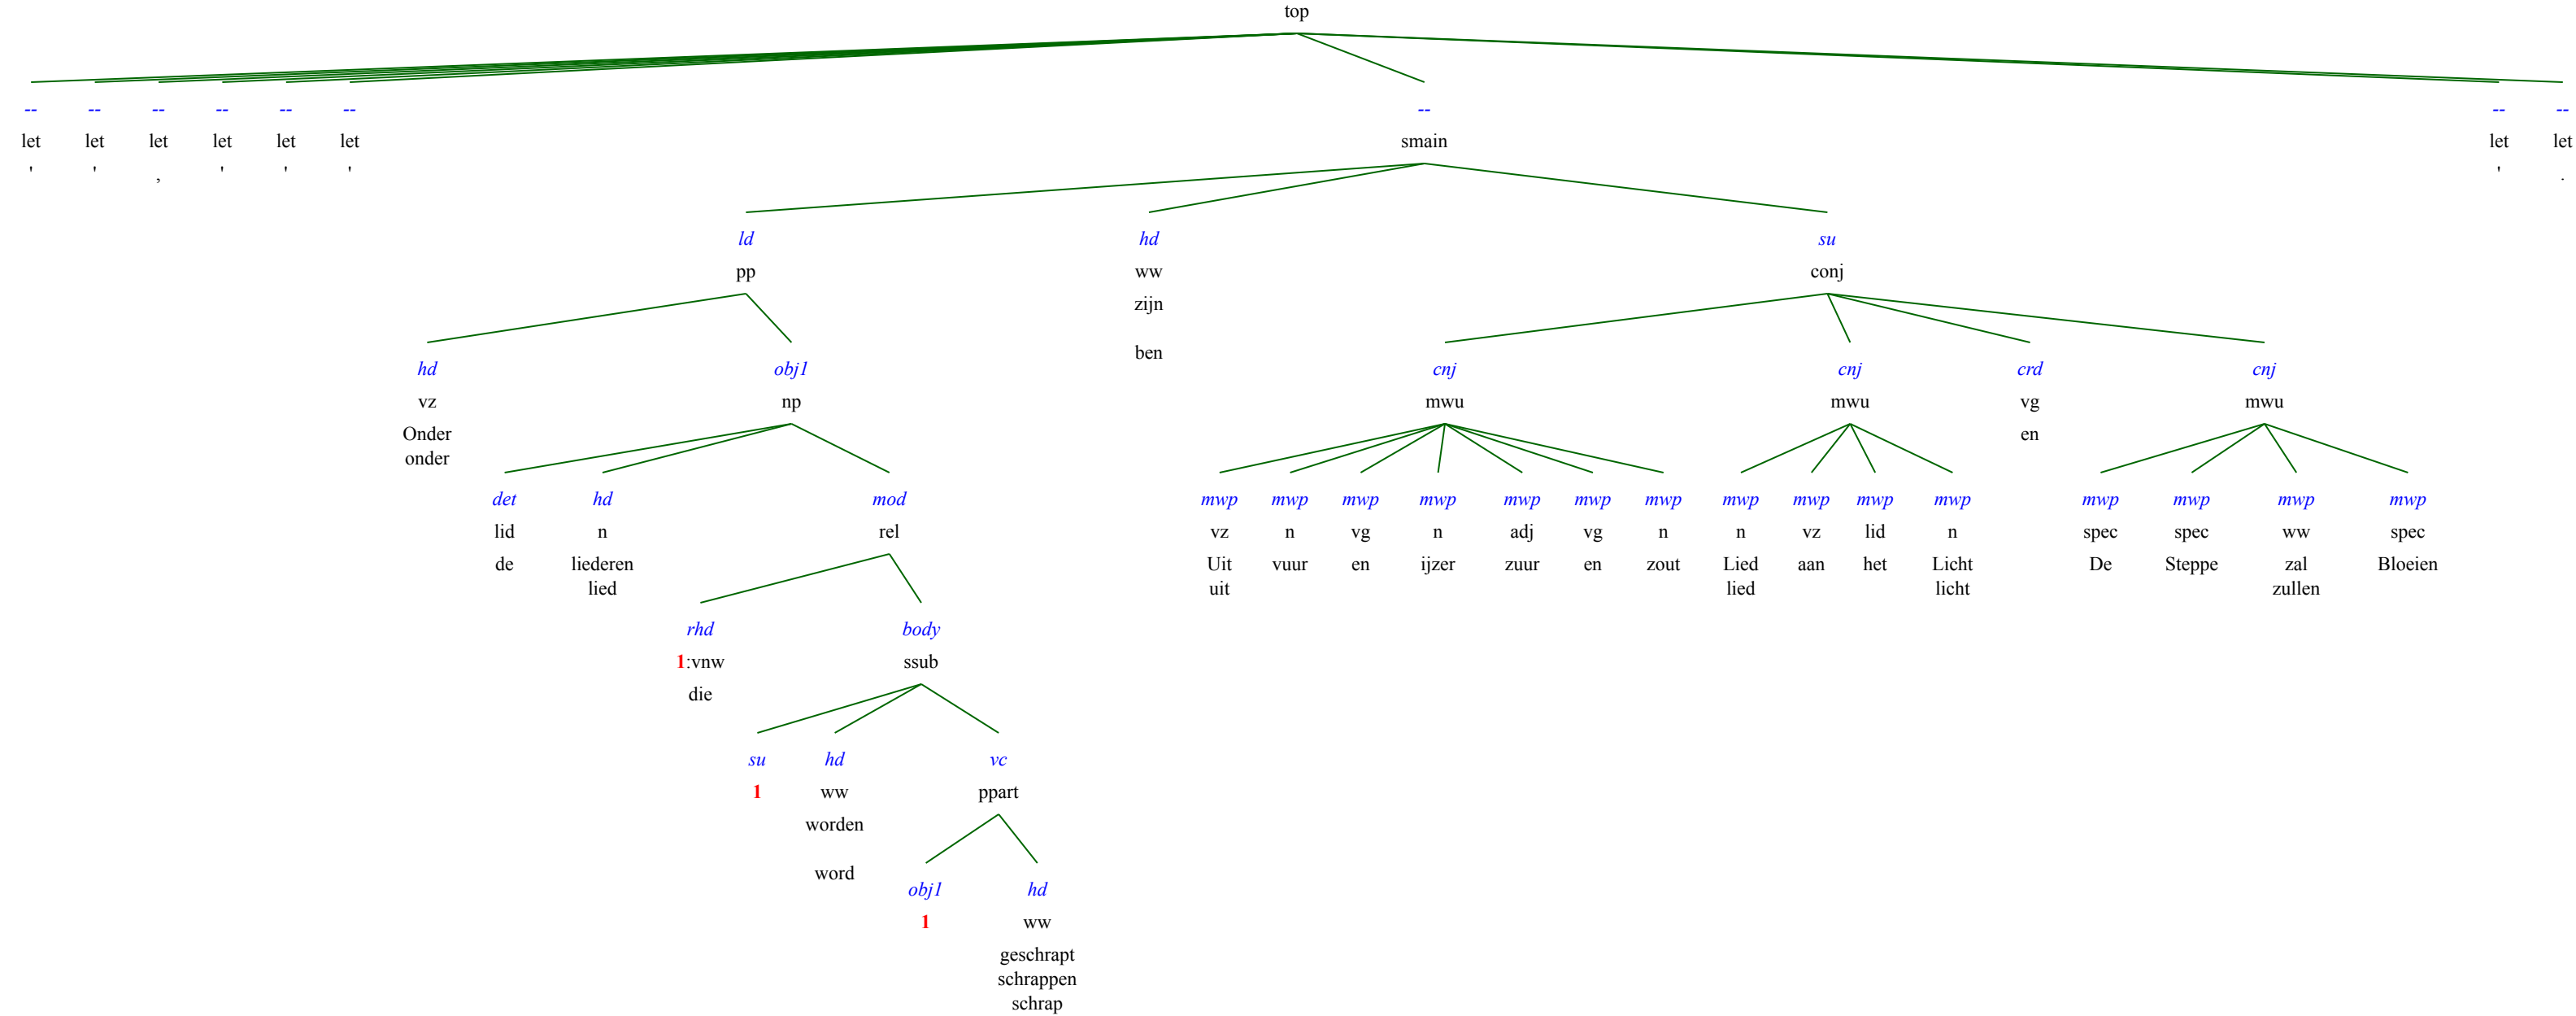 top
-- -- -- -- -- -- -- -- --
let let let let let let smain let let
' ' , ' ' ' ' .
ld hd su
pp ww conj
zijn
ben
hd obj1 cnj cnj crd cnj
vz np mwu mwu vg mwu
Onder en
onder
det hd mod mwp mwp mwp mwp mwp mwp mwp mwp mwp mwp mwp mwp mwp mwp mwp
lid n rel vz n vg n adj vg n n vz lid n spec spec ww spec
de liederen Uit vuur en ijzer zuur en zout Lied aan het Licht De Steppe zal Bloeien
lied uit lied licht zullen
rhd body
1:vnw ssub
die
su hd vc
1 ww ppart
worden
word
obj1 hd
1 ww
geschrapt
schrappen
schrap